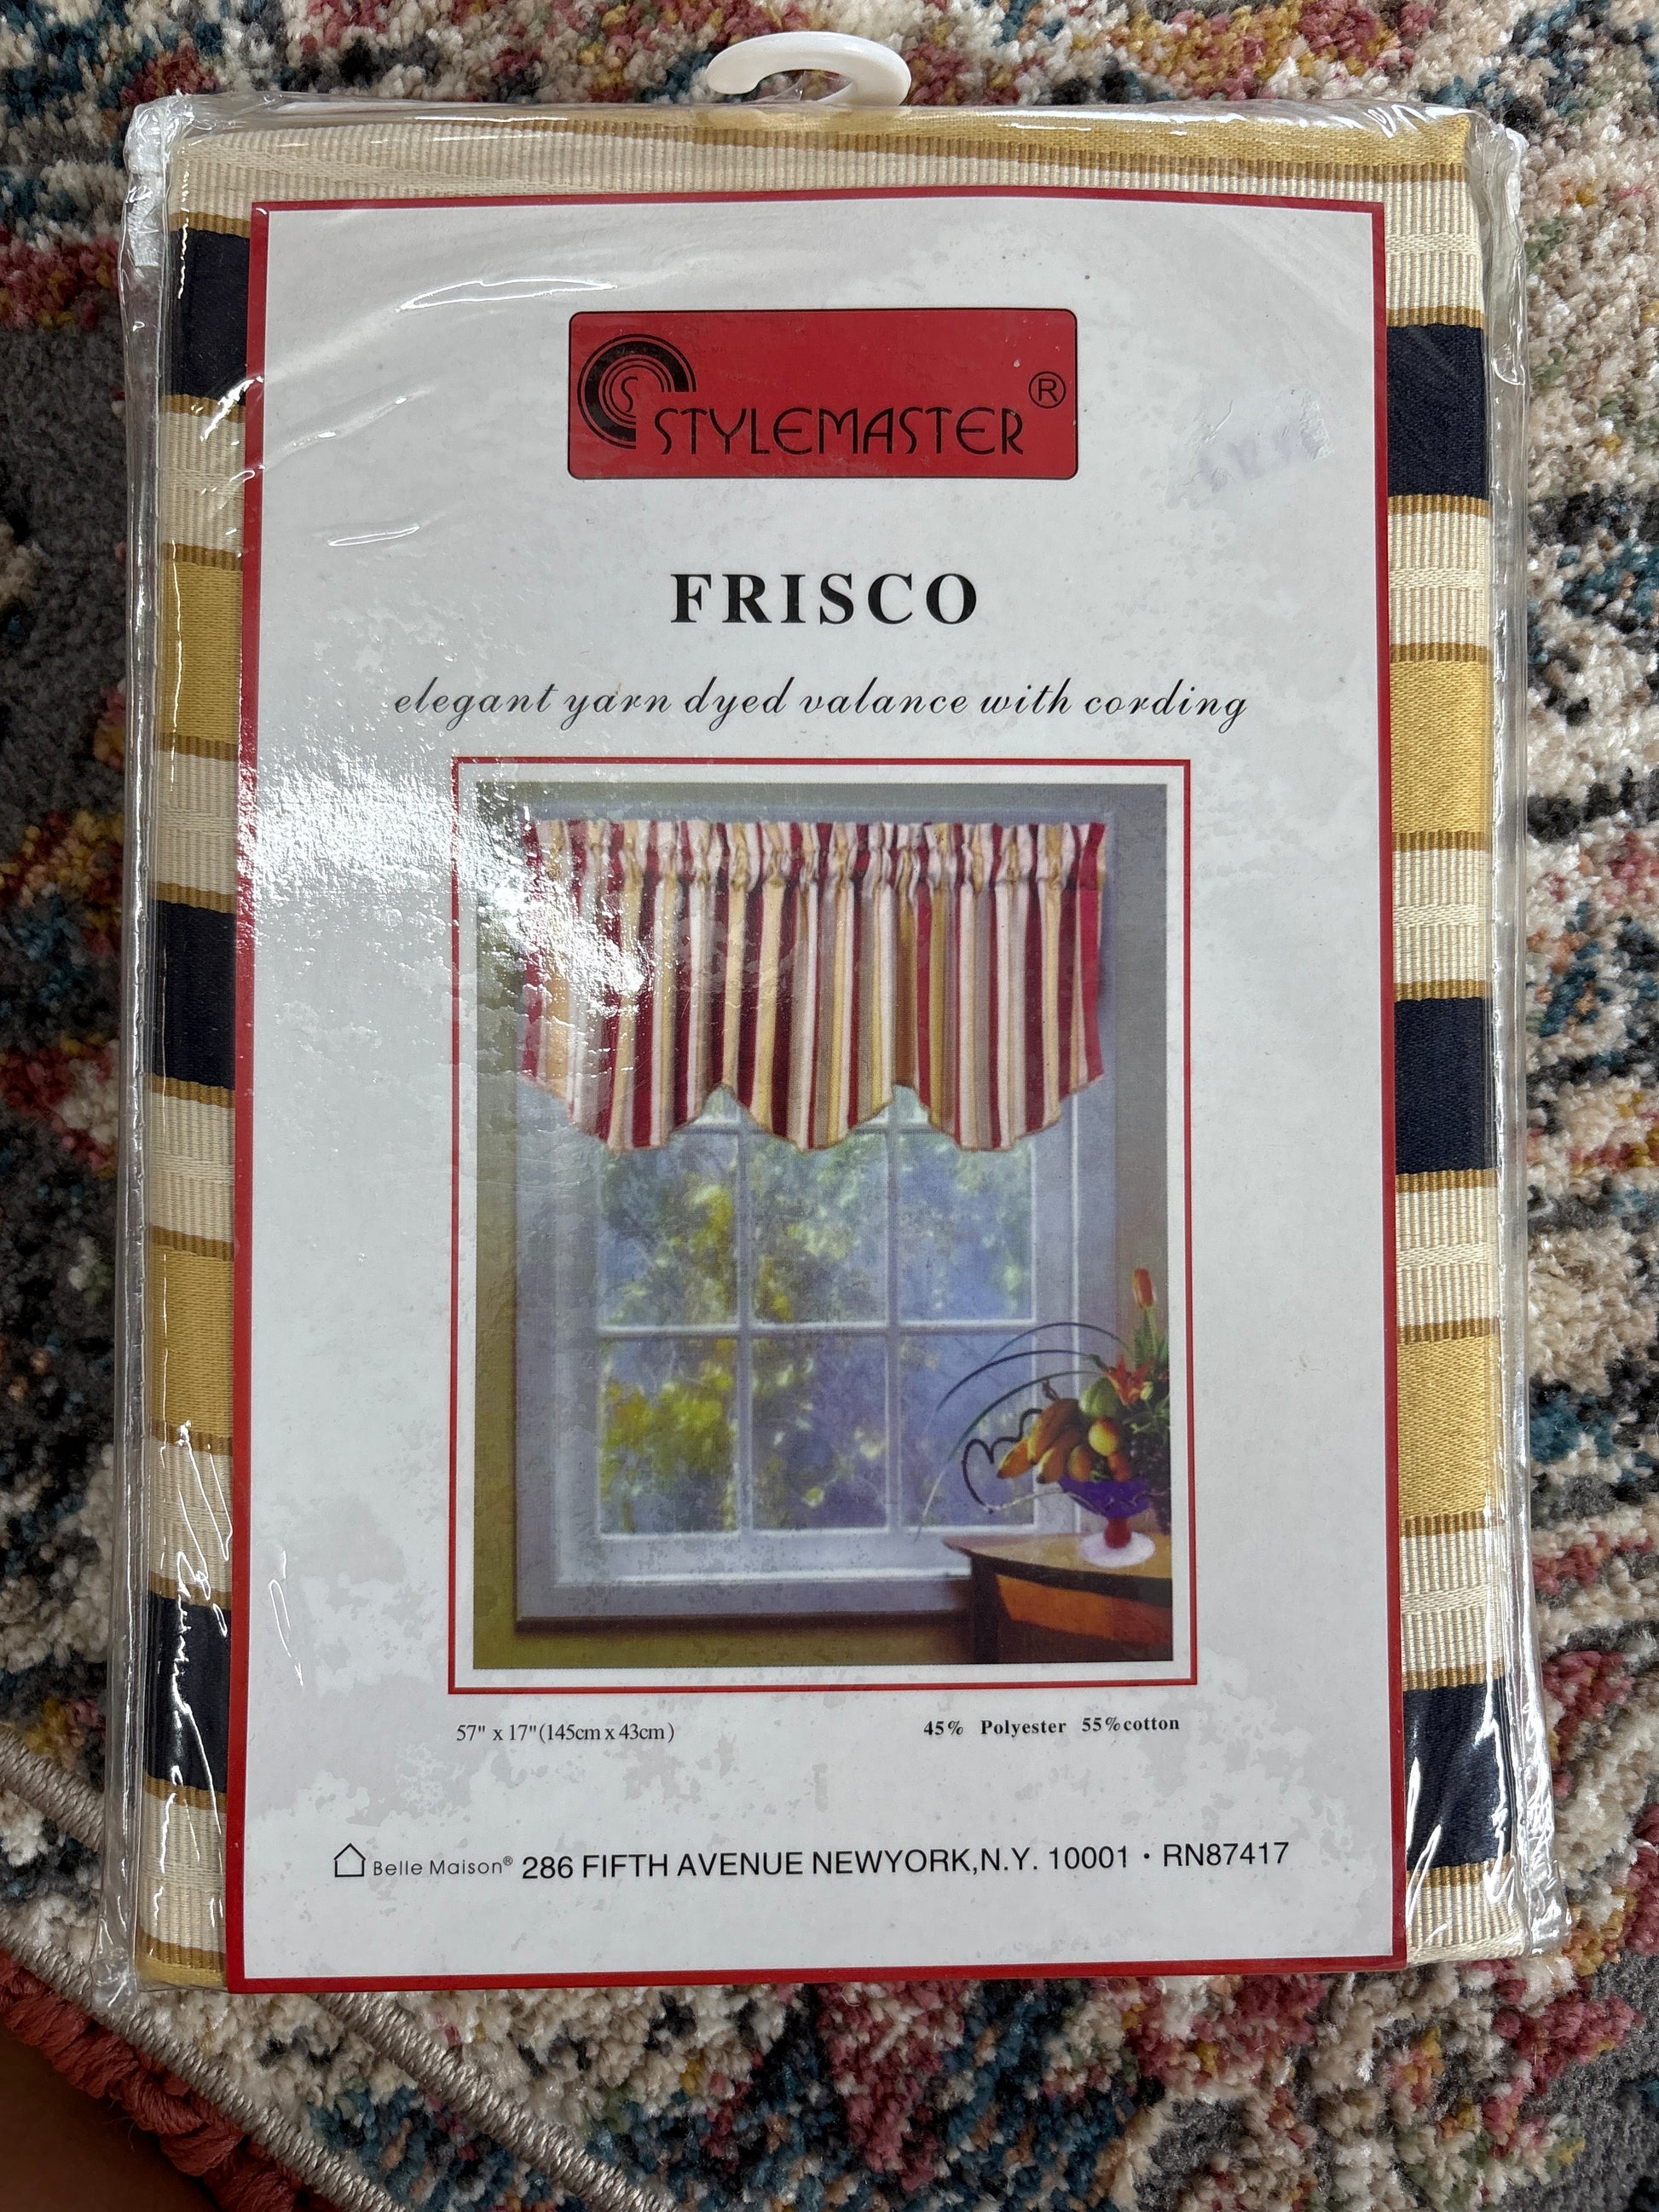 S
STYLEMASTER®
FRISCO
elegant yarn dyed valance with cording
57" x 17"(145cm x 43cm)
45% Polyester 55%cotton
Belle Maison® 286 FIFTH AVENUE NEWYORK,N.Y. 10001 · RN87417